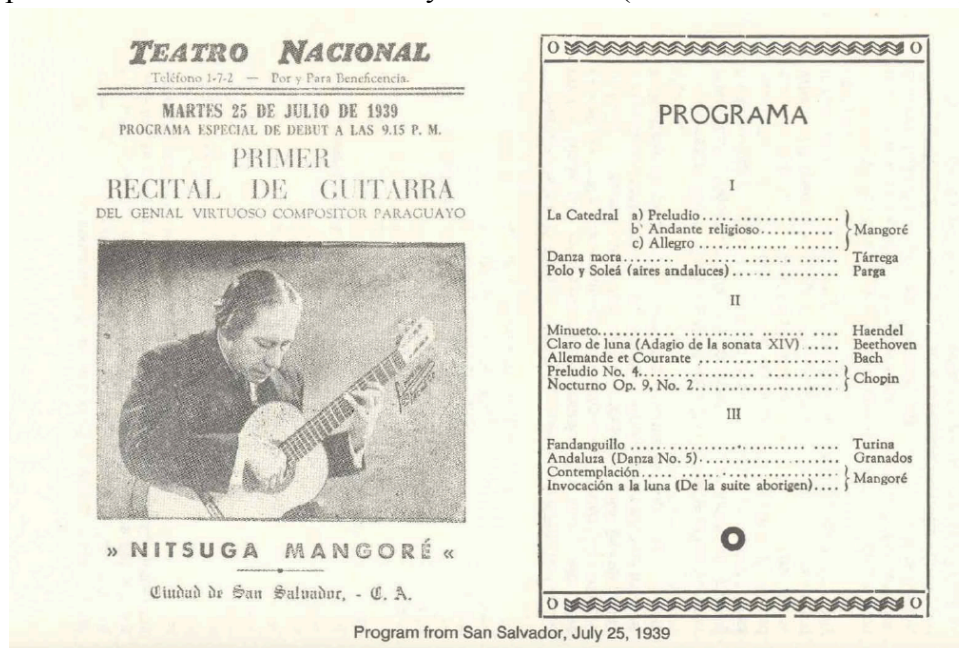 TEATRO NACIONAL
Teléfono 1-7-2 — Por y Para Beneficencia.
MARTES 25 DE JULIO DE 1939
PROGRAMA ESPECIAL DE DEBUT A LAS 9.15 P. M.
PRIMER
RECITAL DE GUITARRA
DEL GENIAL VIRTUOSO COMPOSITOR PARAGUAYO
» NITSUGA MANGORÉ «
Ciudad de San Salvador, - C. A.
PROGRAMA
I
La Catedral a) Preludio
b' Andante religioso
c) Allegro
Mangoré
Danza mora Tárrega
Polo y Soleá (aires andaluces) Parga
II
Minueto Haendel
Claro de luna (Adagio de la sonata XIV) Beethoven
Allemande et Courante Bach
Preludio No. 4
Nocturno Op. 9, No. 2
Chopin
III
Fandanguillo Turina
Andaluza (Danza No. 5) Granados
Contemplación
Invocación a la luna (De la suite aborigen)
Mangoré
Program from San Salvador, July 25, 1939